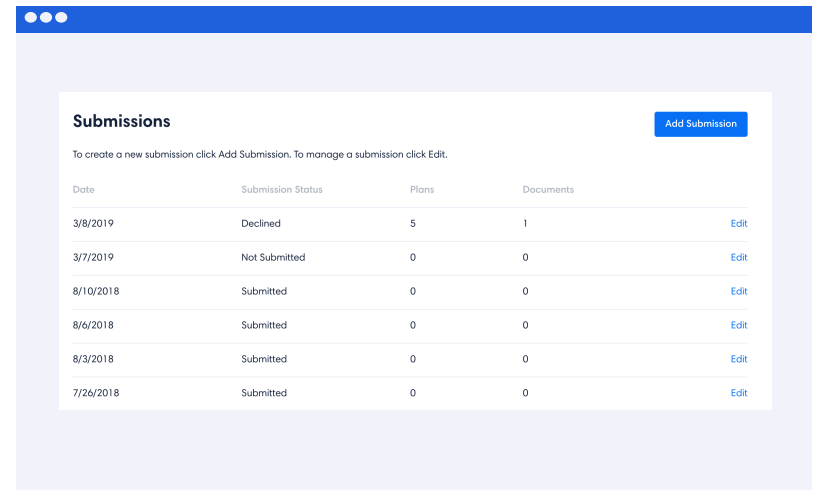 Submissions
Add Submission
To create a new submission click Add Submission. To manage a submission click Edit.
Date Submission Status Plans Documents
3/8/2019 Declined 5 1 Edit
3/7/2019 Not Submitted 0 0 Edit
8/10/2018 Submitted 0 0 Edit
8/6/2018 Submitted 0 0 Edit
8/3/2018 Submitted 0 0 Edit
7/26/2018 Submitted 0 0 Edit